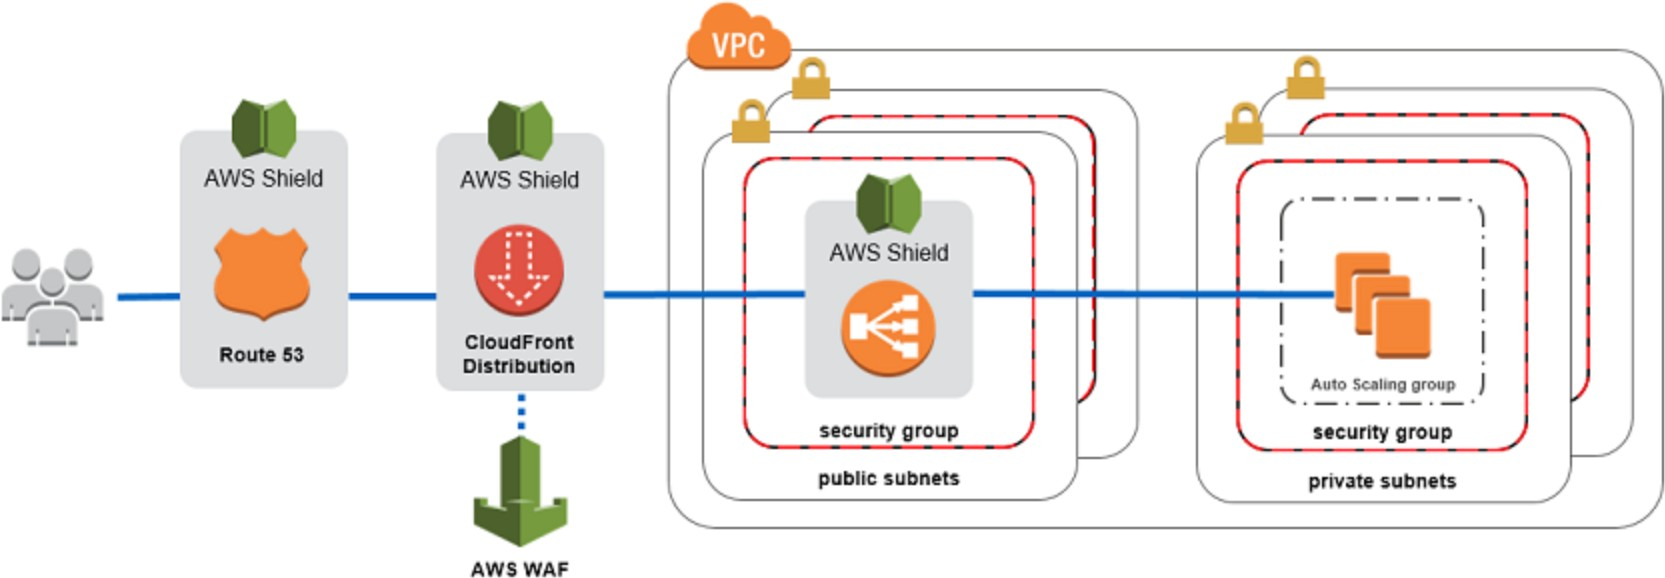 VPC
AWS Shield
Route 53
AWS Shield
CloudFront
Distribution
AWS WAF
AWS Shield
security group
public subnets
Auto Scaling group
security group
private subnets